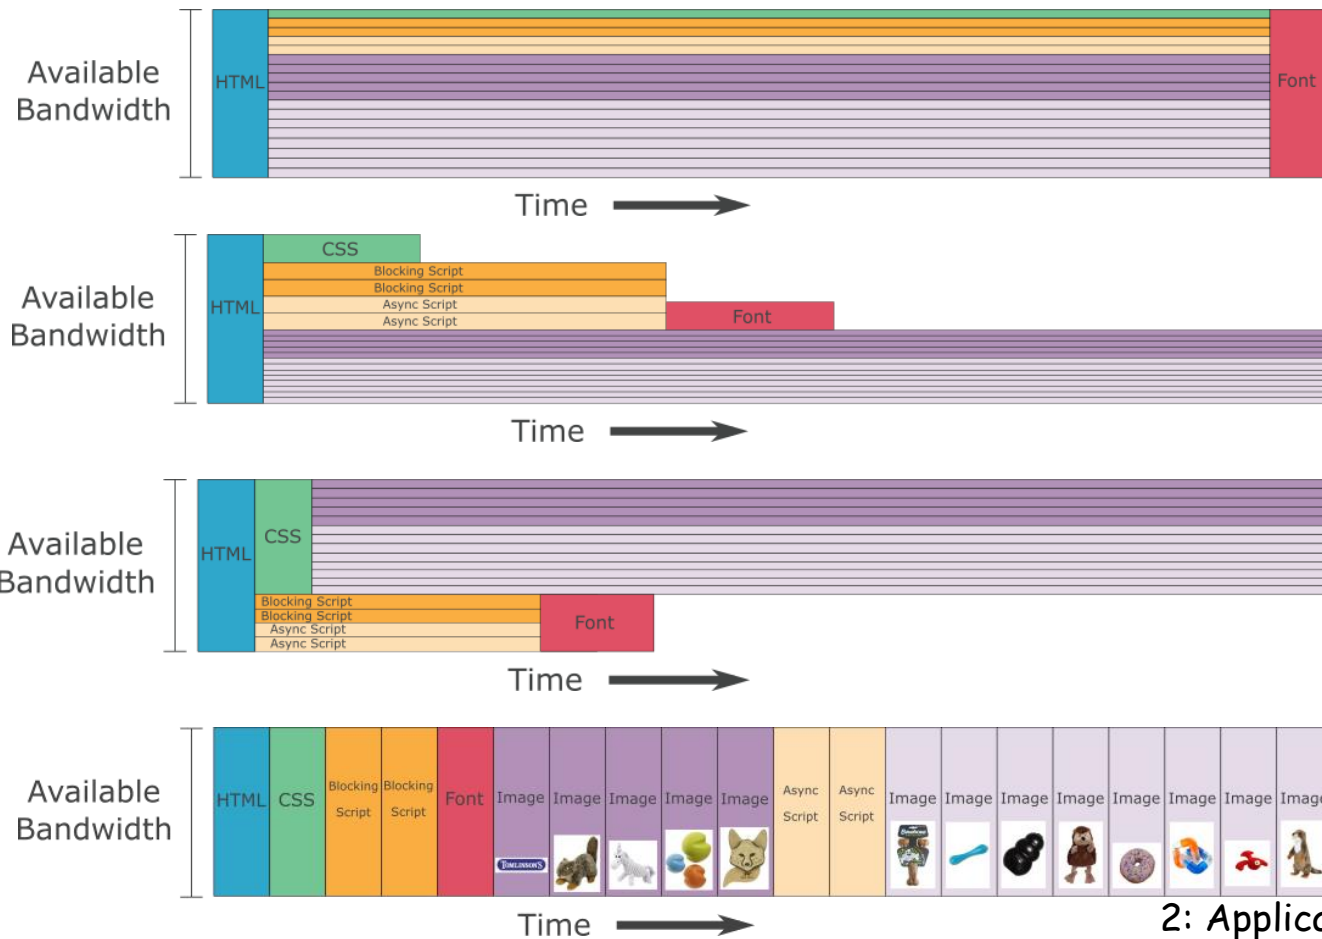 Available
Bandwidth
HTML
Font
Time
Available
Bandwidth
HTML
CSS
Blocking Script
Blocking Script
Async Script
Async Script
Font
Time
Available
Bandwidth
HTML
CSS
Blocking Script
Blocking Script
Async Script
Async Script
Font
Time
Available
Bandwidth
HTML
CSS
Blocking
Script
Blocking
Script
Font
Image
TOMLINSON'S
Image
Image
Image
Image
Async
Script
Async
Script
Image
Image
Image
Image
Image
Image
Image
Image
Time
2: Applica